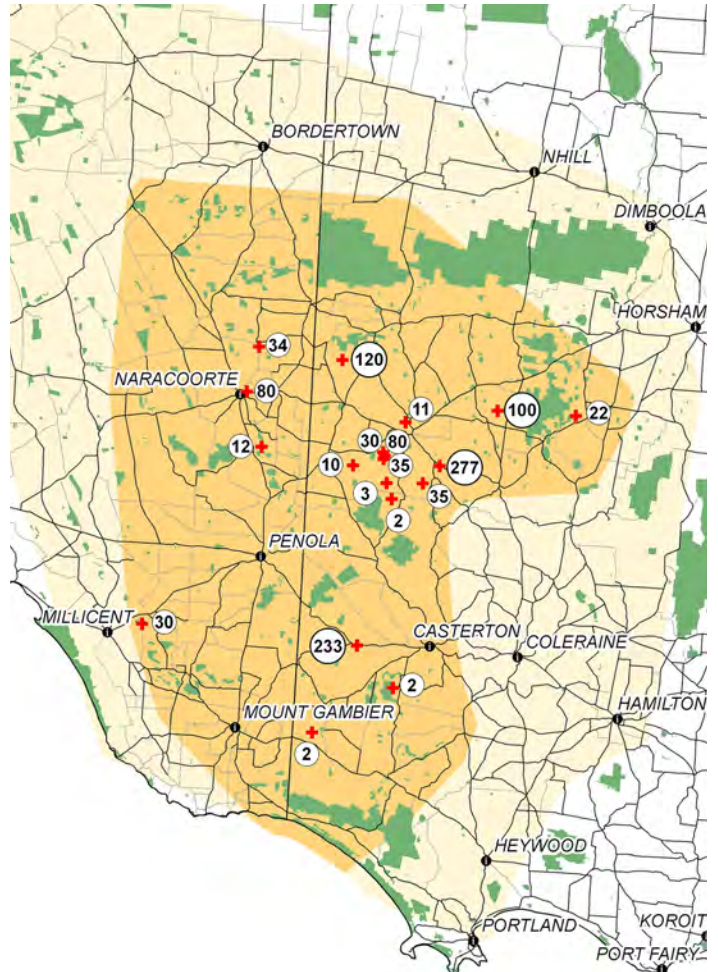 BORDERTOWN
NHILL
DIMBOOLA
HORSHAM
34
120
NARACOORTE
80
11
100
22
12
30
80
10
35
277
3
35
2
PENOLA
MILLICENT
30
233
CASTERTON
COLERAINE
2
HAMILTON
MOUNT GAMBIER
2
HEYWOOD
PORTLAND
KOROIT
PORT FAIRY